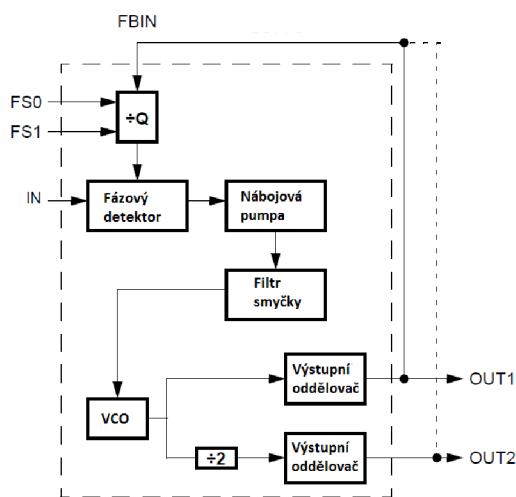 FBIN
FS0
÷Q
FS1
IN
Fázový
detektor
Nábojová
pumpa
Filtr
smyčky
Výstupní
oddělovač
OUT1
VCO
÷2
Výstupní
oddělovač
OUT2